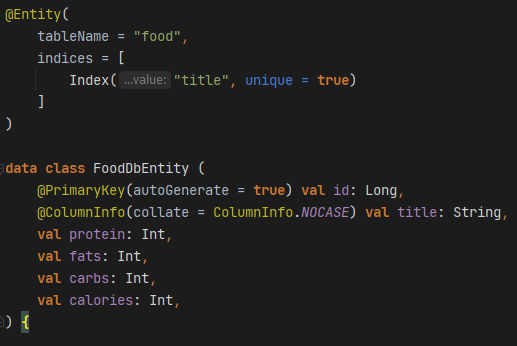 @Entity(
    tableName = "food",
    indices = [
        Index( ...value: "title", unique = true)
    ]
)
data class FoodDbEntity (
    @PrimaryKey(autoGenerate = true) val id: Long,
    @ColumnInfo(collate = ColumnInfo.NOCASE) val title: String,
    val protein: Int,
    val fats: Int,
    val carbs: Int,
    val calories: Int,
) {